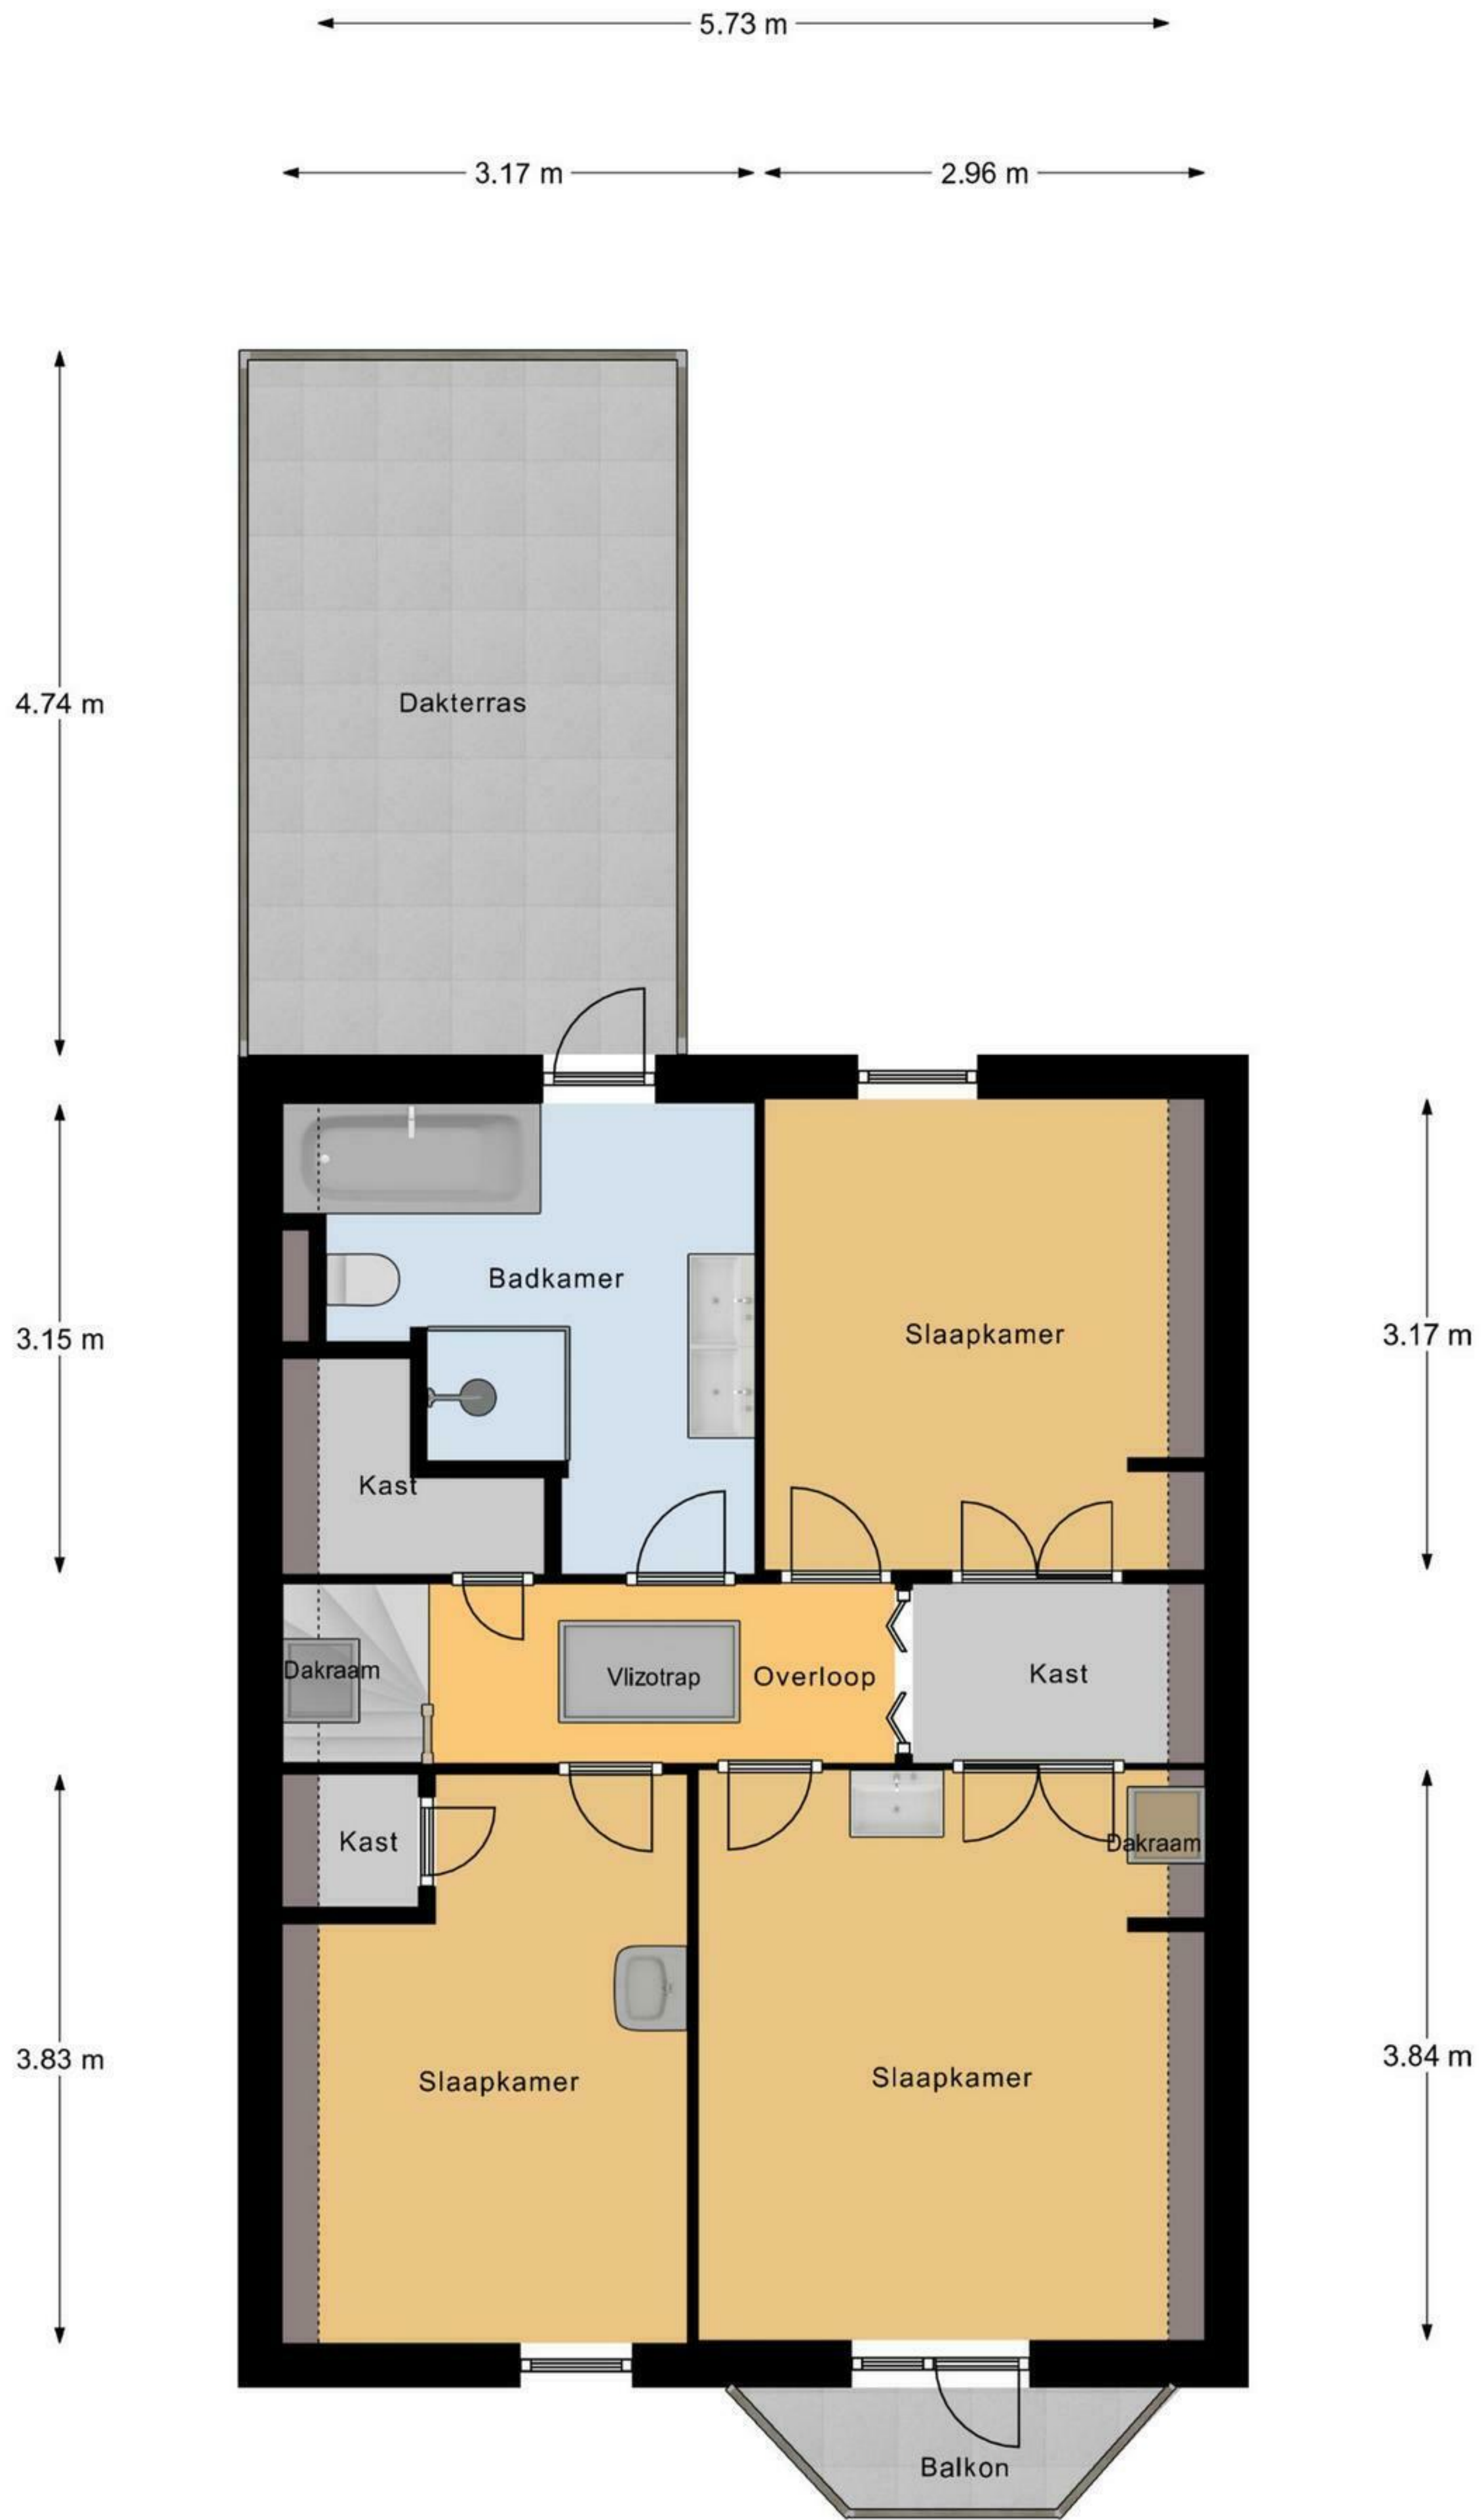 5.73 m
3.17 m
2.96 m
4.74 m
Dakterras
3.15 m
Badkamer
Slaapkamer
3.17 m
Kast
Dakraam
Vlizotrap
Overloop
Kast
Kast
Dakraam
3.83 m
Slaapkamer
Slaapkamer
3.84 m
Balkon